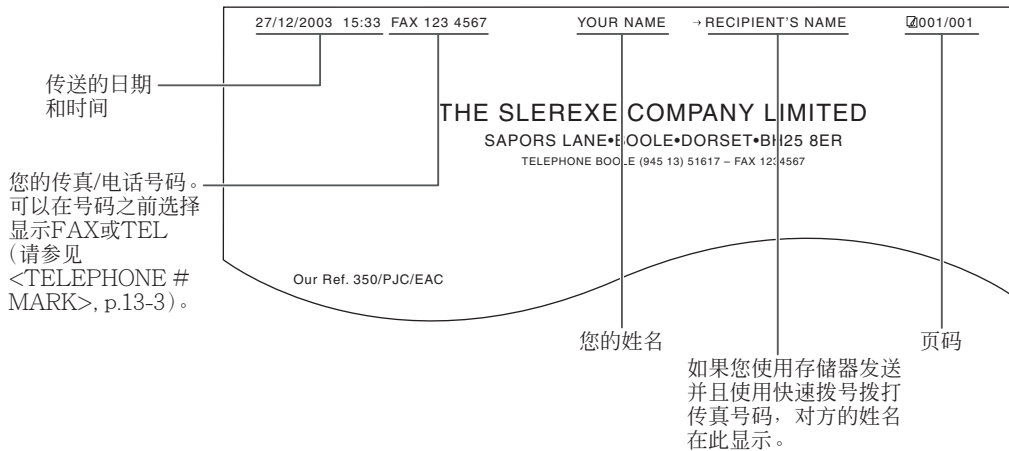 27/12/2003 15:33 FAX 123 4567 YOUR NAME →RECIPIENT'S NAME 001/001
传送的日期
和时间
THE SLEREXE COMPANY LIMITED
SAPORS LANE•BOOLE•DORSET•BH25 8ER
TELEPHONE BOOLE (945 13) 51617 – FAX 1234567
您的传真/电话号码。
可以在号码之前选择
显示FAX或TEL
(请参见
<TELEPHONE #
MARK>, p.13-3)。
Our Ref. 350/PJC/EAC
您的姓名
页码
如果您使用存储器发送
并且使用快速拨号拨打
传真号码,对方的姓名
在此显示。